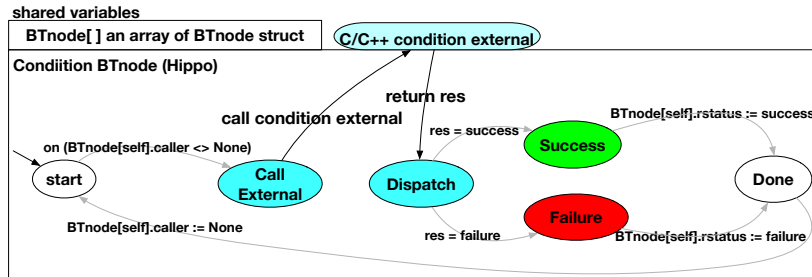 shared variables
BTnode[ ] an array of BTnode struct
C/C++ condition external
Condiition BTnode (Hippo)
return res
call condition external
BTnode[self].rstatus := success
res = success
on (BTnode[self].caller <> None)
Success
start
Call
External
Dispatch
Done
Failure
BTnode[self].caller := None
res = failure
BTnode[self].rstatus := failure